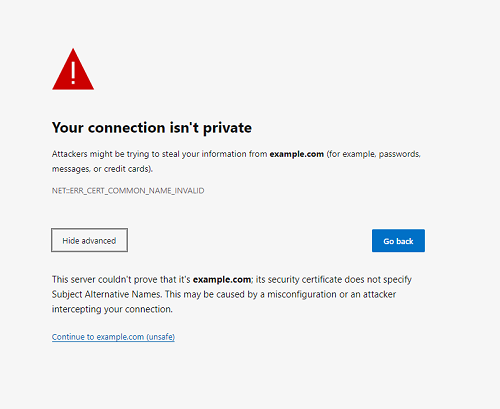 Your connection isn't private
Attackers might be trying to steal your information from example.com (for example, passwords,
messages, or credit cards).
NET::ERR_CERT_COMMON_NAME_INVALID
Hide advanced
Go back
This server couldn't prove that it's example.com; its security certificate does not specify
Subject Alternative Names. This may be caused by a misconfiguration or an attacker
intercepting your connection.
Continue to example.com (unsafe)